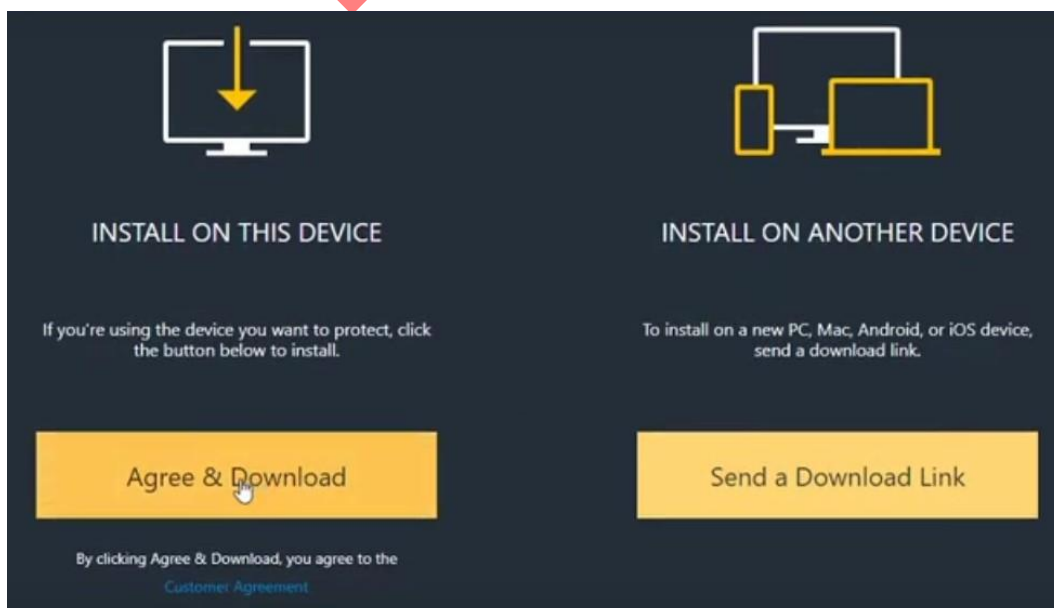 INSTALL ON THIS DEVICE
If you're using the device you want to protect, click
the button below to install.
Agree & Download
By clicking Agree & Download, you agree to the
Customer Agreement
INSTALL ON ANOTHER DEVICE
To install on a new PC, Mac, Android, or iOS device,
send a download link.
Send a Download Link